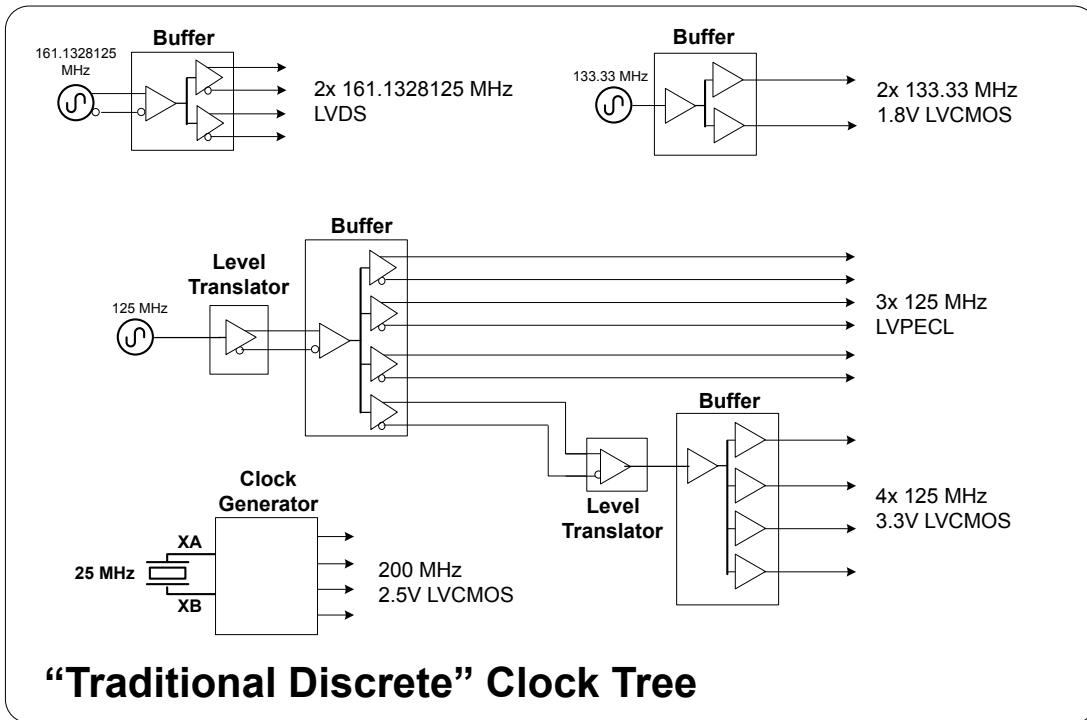 Buffer
161.1328125
MHz
2x 161.1328125 MHz
LVDS
Buffer
133.33 MHz
2x 133.33 MHz
1.8V LVCMOS
Buffer
Level
Translator
125 MHz
3x 125 MHz
LVPECL
Buffer
Level
Translator
4x 125 MHz
3.3V LVCMOS
Clock
Generator
XA
25 MHz
XB
200 MHz
2.5V LVCMOS
“Traditional Discrete” Clock Tree